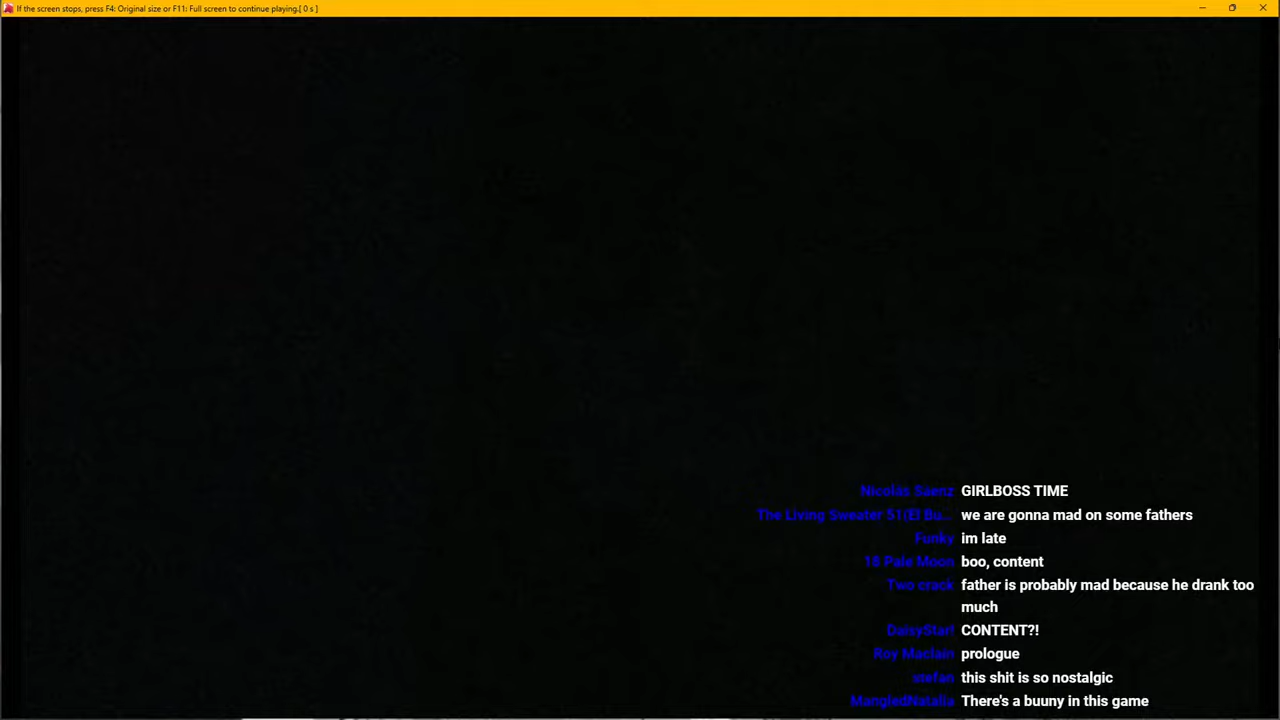 If the screen stops, press F4: Original size or F11: Full screen to continue playing.[ 0 s ]
Nicolás Saenz GIRLBOSS TIME
The Living Sweater 51(El Bu... we are gonna mad on some fathers
Funky im late
18 Pale Moon boo, content
Two crack father is probably mad because he drank too
much
DaisyStarl CONTENT?!
Roy Maclain prologue
stefan this shit is so nostalgic
MangledNatalia There's a buuny in this game